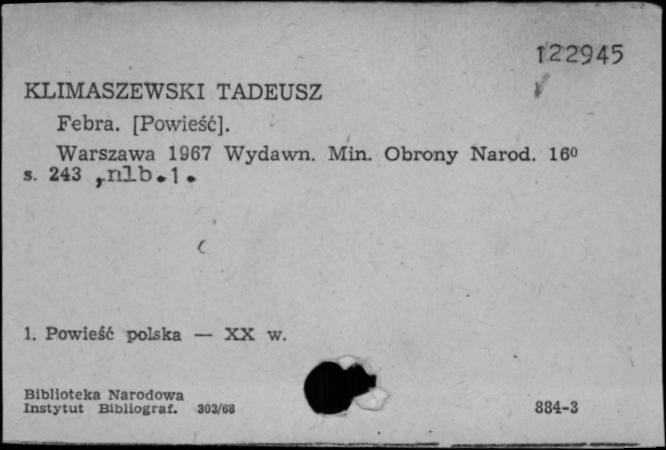 122945
KLIMASZEWSKI TADEUSZ
Febra. [Powieść].
Warszawa 1967 Wydawn. Min. Obrony Narod. 16⁰
s. 243 ,nlb.1.
1. Powieść polska — XX w.
Biblioteka Narodowa
Instytut Bibliograf. 303/68
884-3